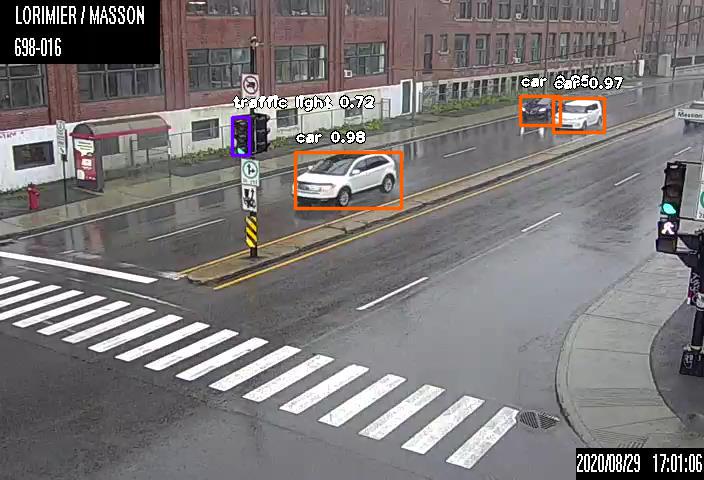 LORIMIER / MASSON
698-016
car 0.97
traffic light 0.72
car 0.98
Masson
2020/08/29 17:01:06